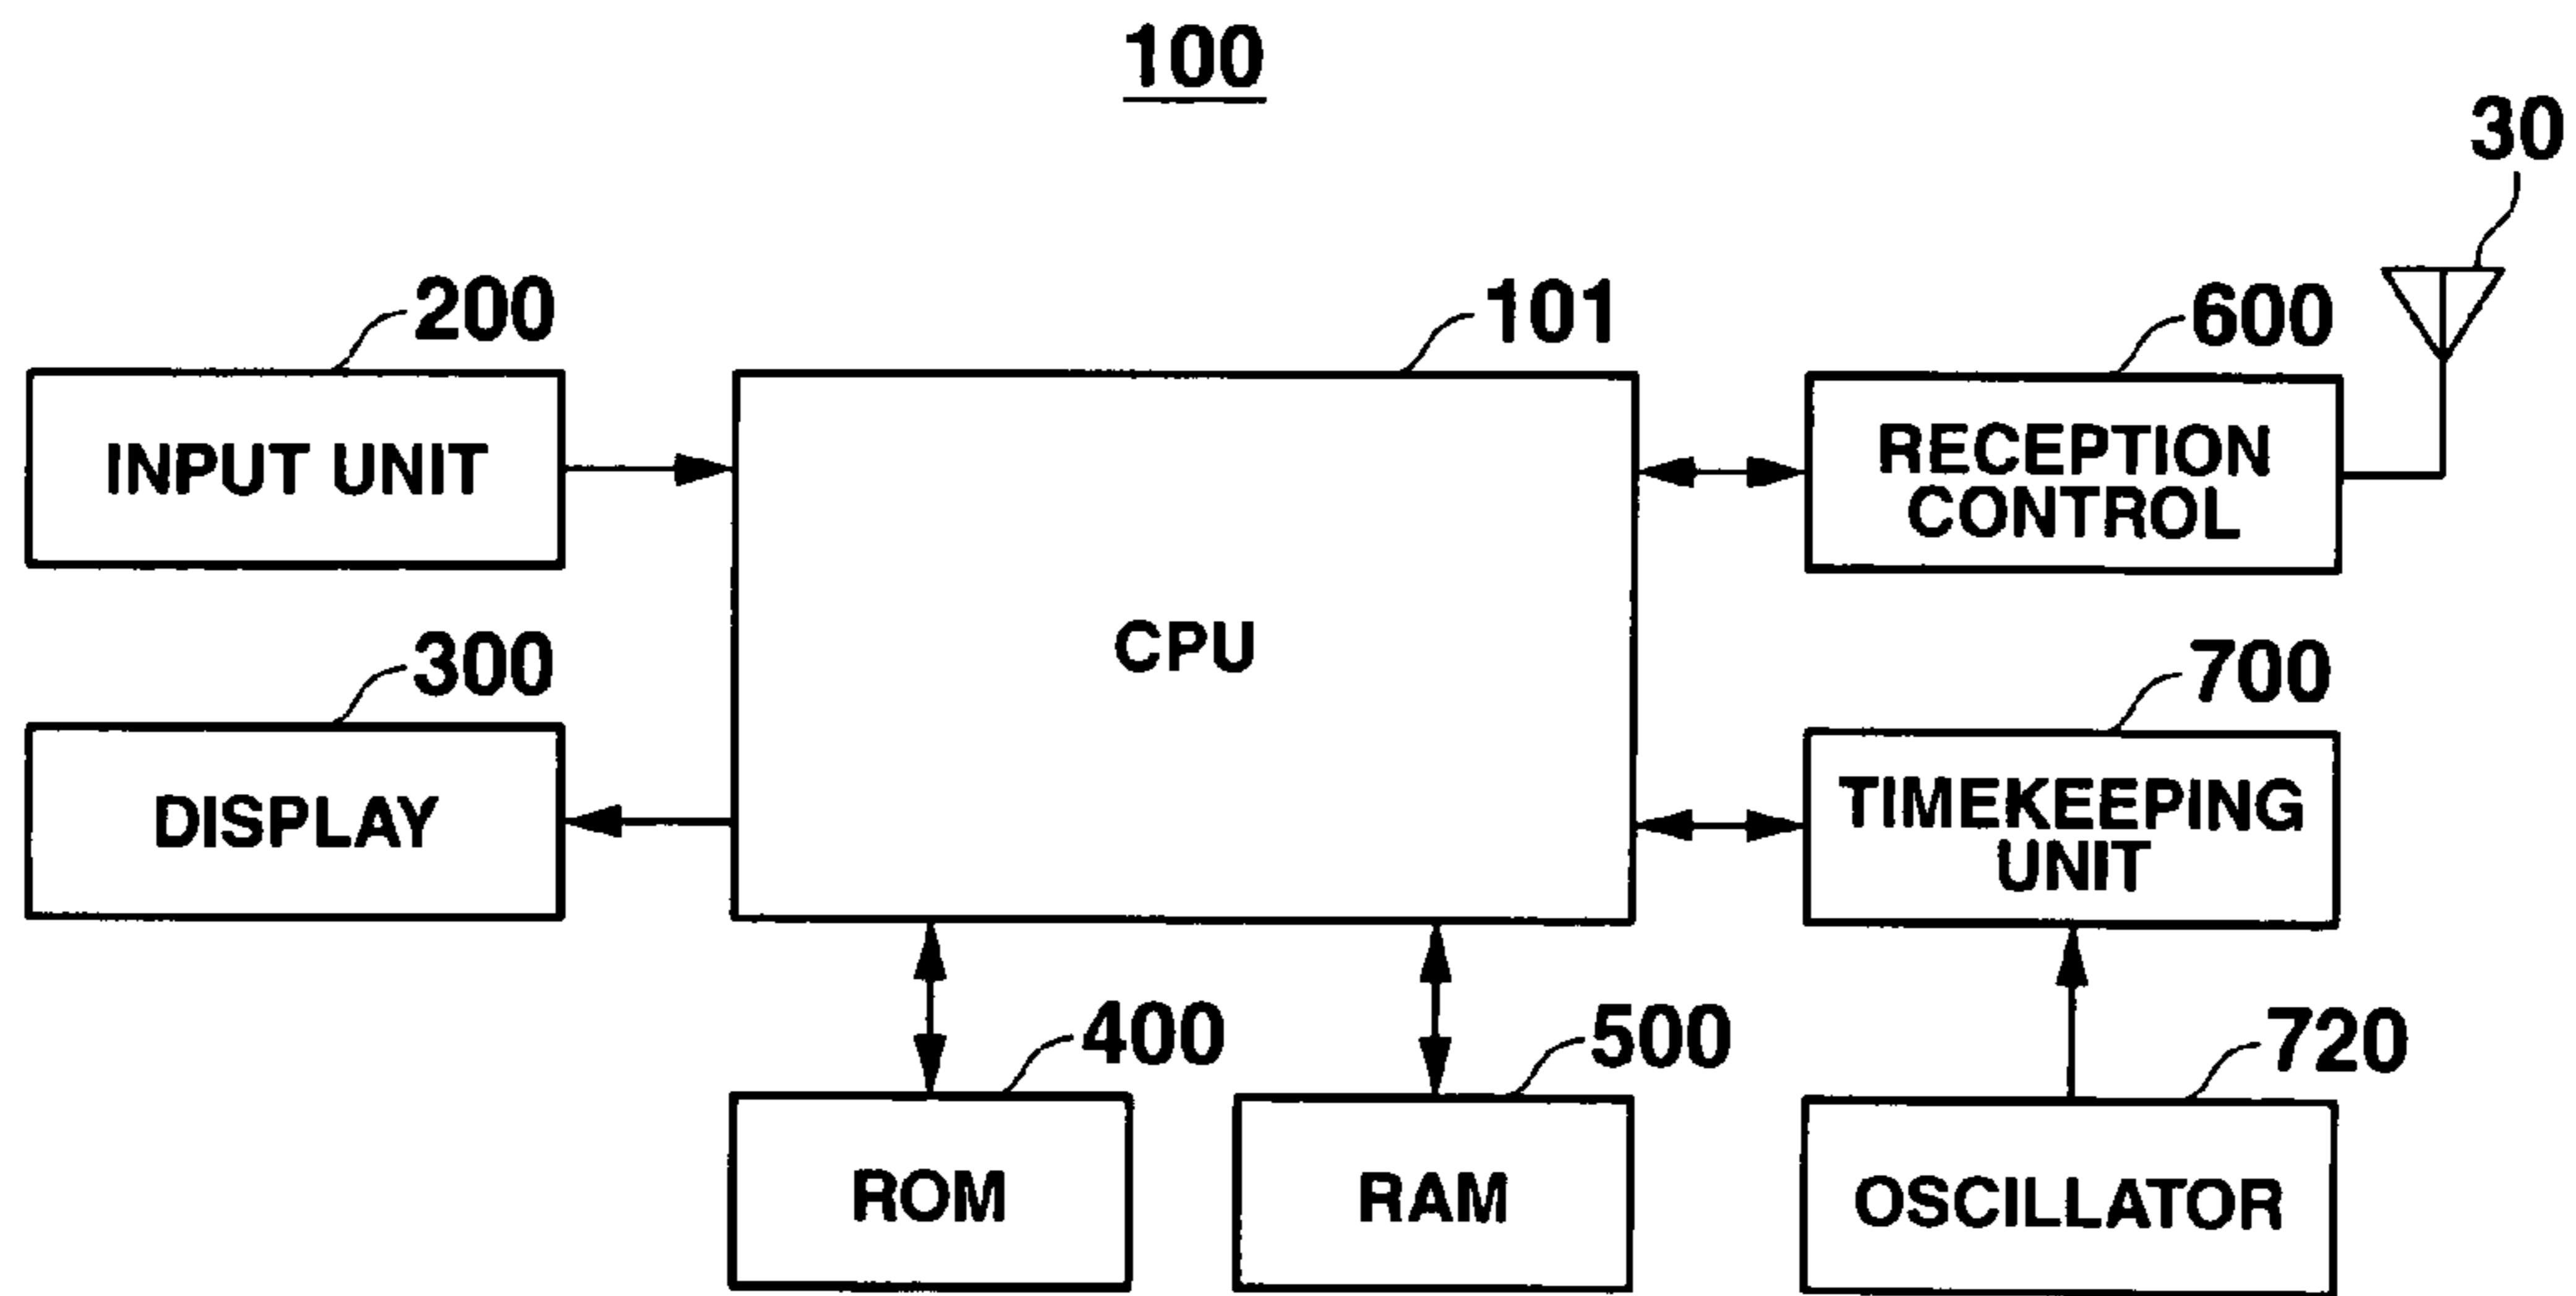 100
30
200
101
600
INPUT UNIT
RECEPTION
CONTROL
CPU
300
700
DISPLAY
TIMEKEEPING
UNIT
400
500
720
ROM
RAM
OSCILLATOR